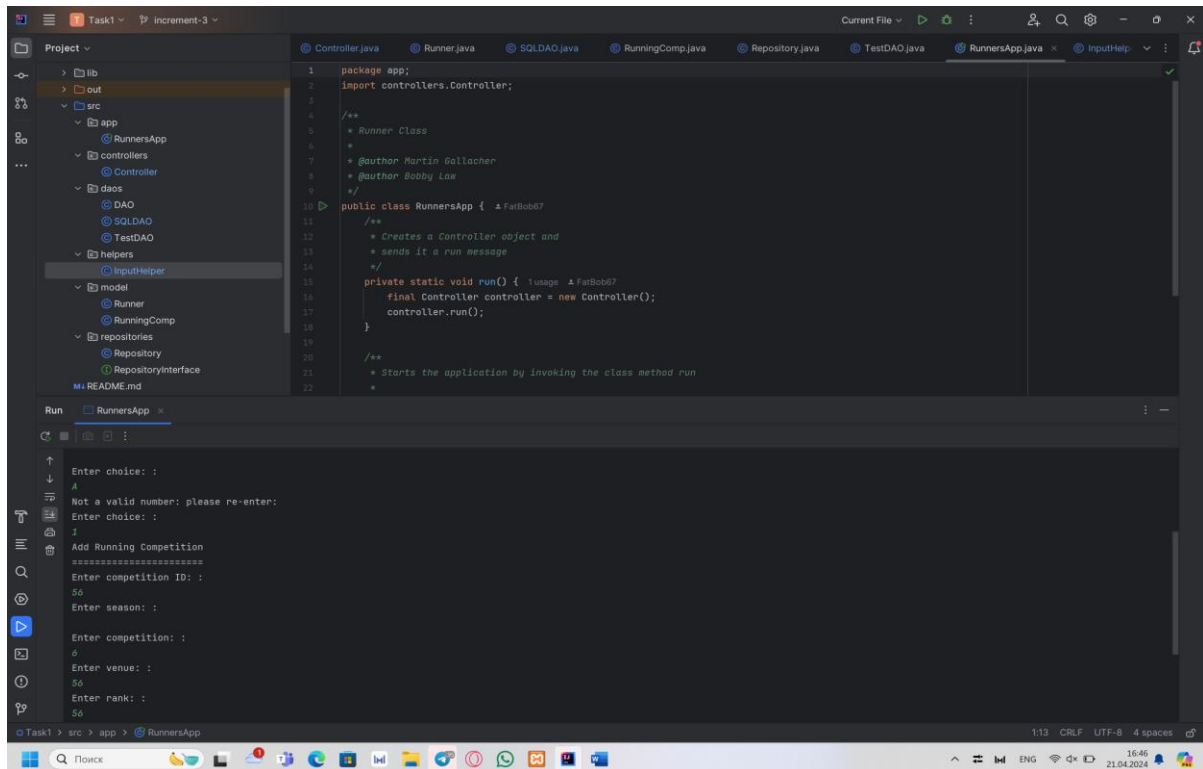 T Task1 increment-3 Current File
Project
Controller.java Runner.java SQLDAO.java RunningComp.java Repository.java TestDAO.java RunnersApp.java InputHelp
lib
out
src
app
RunnersApp
controllers
Controller
daos
DAO
SQLDAO
TestDAO
helpers
InputHelper
model
Runner
RunningComp
repositories
Repository
RepositoryInterface
README.md
1 package app;
2 import controllers.Controller;
3
4 /**
5 * Runner Class
6 *
7 * @author Martin Gallacher
8 * @author Bobby Law
9 */
10 public class RunnersApp { FatBob67
11 /**
12 * Creates a Controller object and
13 * sends it a run message
14 */
15 private static void run() { 1 usage FatBob67
16 final Controller controller = new Controller();
17 controller.run();
18 }
19
20 /**
21 * Starts the application by invoking the class method run
22 *
Run RunnersApp
Enter choice: :
A
Not a valid number: please re-enter:
Enter choice: :
1
Add Running Competition
=======================
Enter competition ID: :
56
Enter season: :
Enter competition: :
6
Enter venue: :
56
Enter rank: :
56
Task1 > src > app > RunnersApp 1:13 CRLF UTF-8 4 spaces
Поиск ENG 16:46
21.04.2024